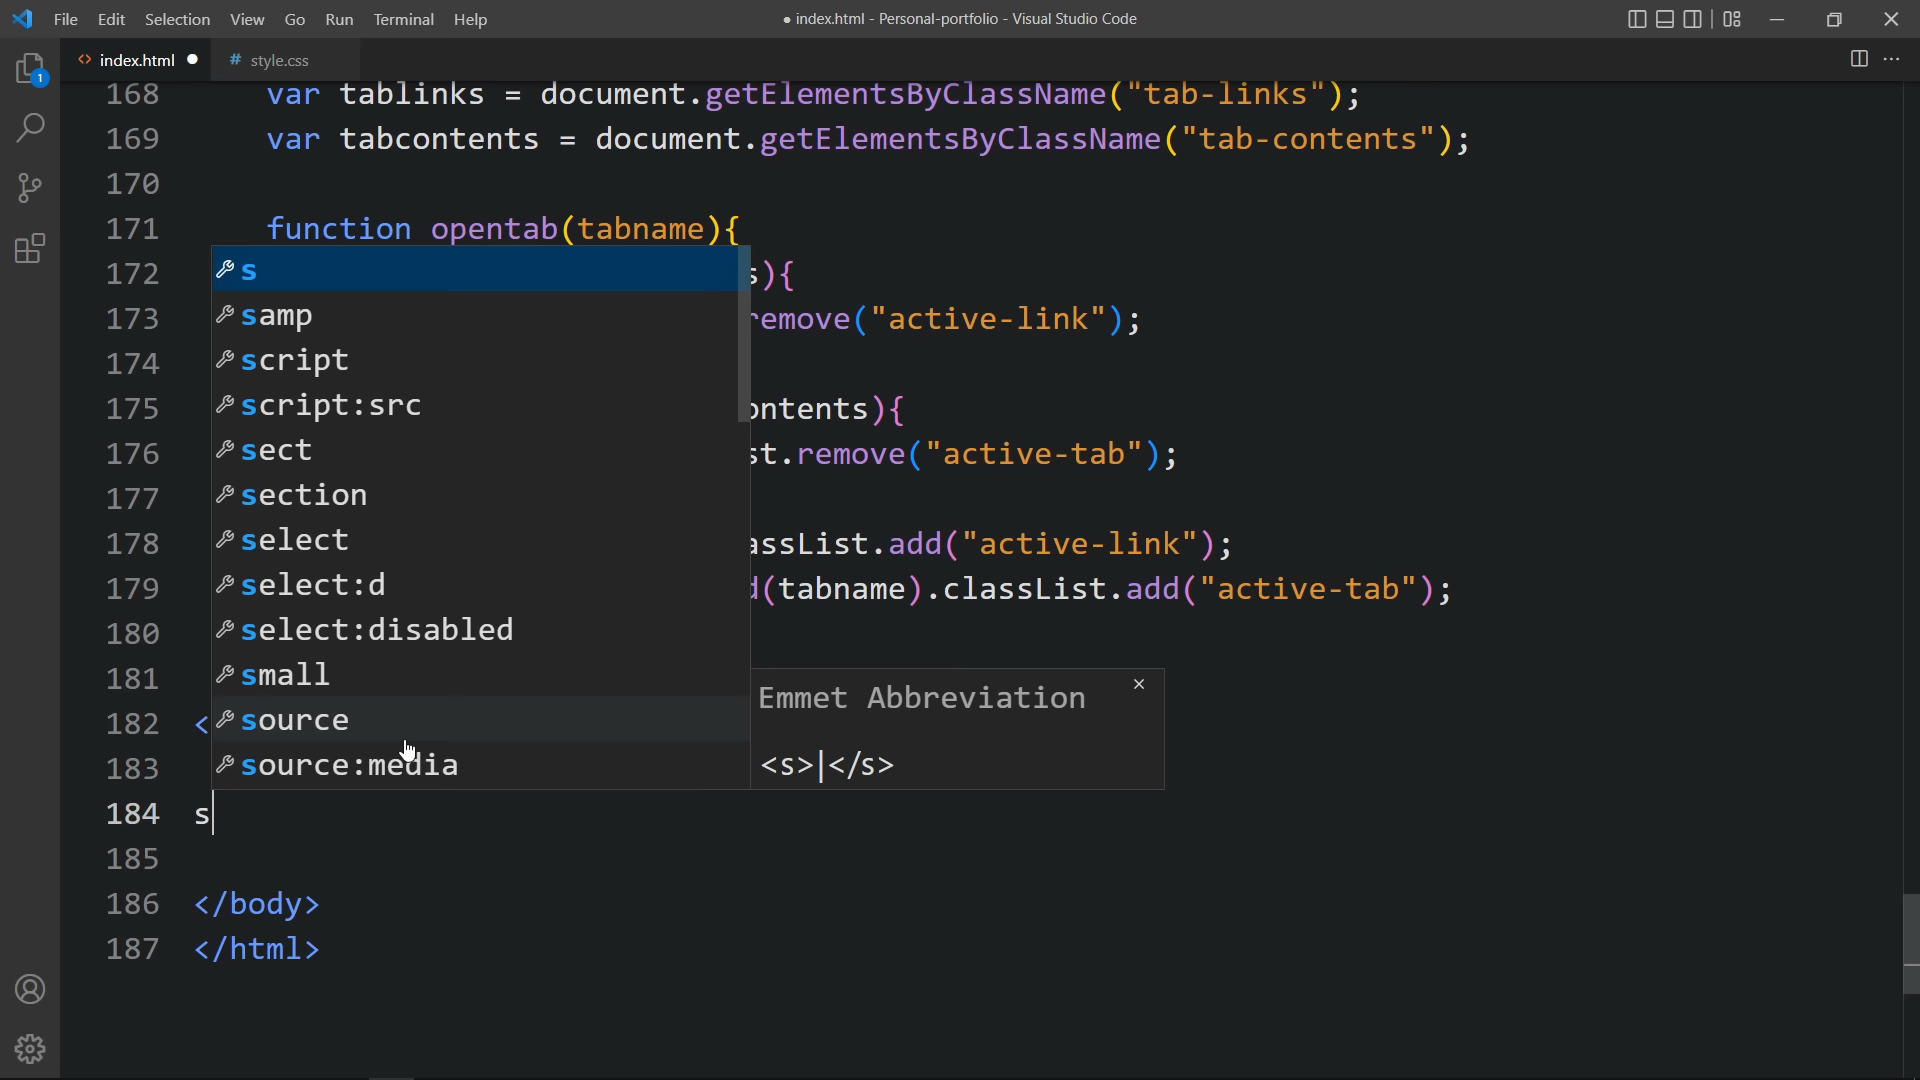 File Edit Selection View Go Run Terminal Help
● index.html - Personal-portfolio - Visual Studio Code
<> index.html ●
# style.css
1
168 var tablinks = document.getElementsByClassName("tab-links");
169 var tabcontents = document.getElementsByClassName("tab-contents");
170
171 function opentab(tabname){
172 s){
173 remove("active-link");
174
175 ontents){
176 st.remove("active-tab");
177
178 assList.add("active-link");
179 d(tabname).classList.add("active-tab");
180
181
182 <
183
184 s
185
186 </body>
187 </html>
s
samp
script
script:src
sect
section
select
select:d
select:disabled
small
source
source:media
Emmet Abbreviation
<s>|</s>